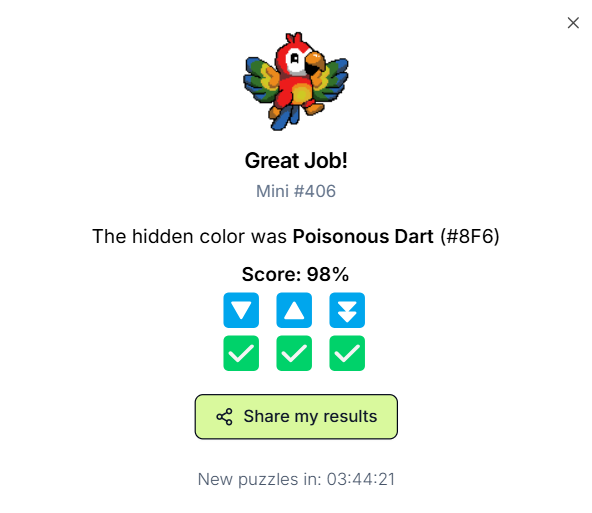 Great Job!
Mini #406
The hidden color was Poisonous Dart (#8F6)
Score: 98%
Share my results
New puzzles in: 03:44:21